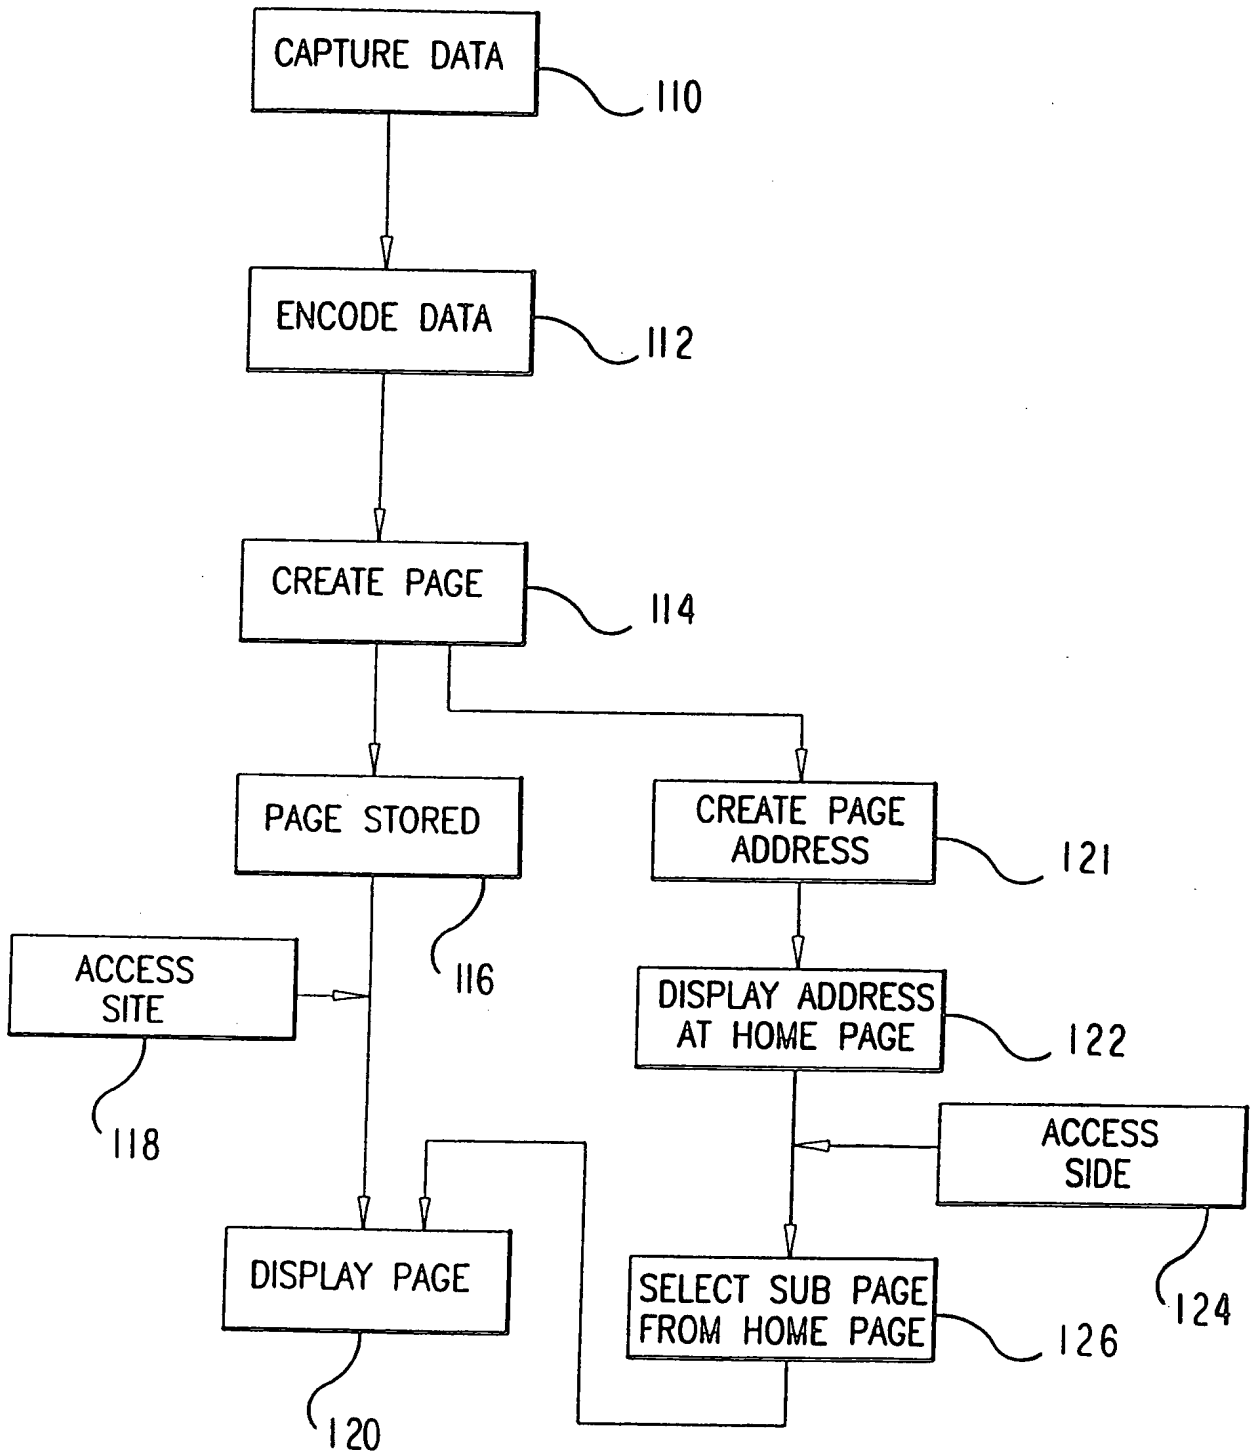 CAPTURE DATA
110
ENCODE DATA
112
CREATE PAGE
114
PAGE STORED
116
CREATE PAGE
ADDRESS
121
ACCESS
SITE
118
DISPLAY ADDRESS
AT HOME PAGE
122
ACCESS
SIDE
124
DISPLAY PAGE
120
SELECT SUB PAGE
FROM HOME PAGE
126